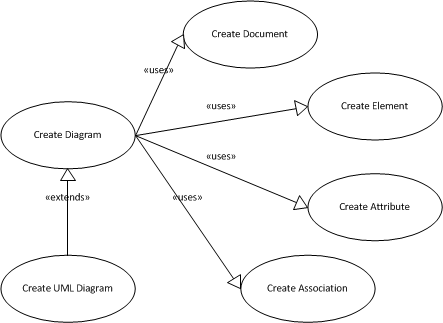 Create Document
«uses»
«uses»
Create Element
Create Diagram
«uses»
«extends»
«uses»
Create Attribute
Create UML Diagram
Create Association